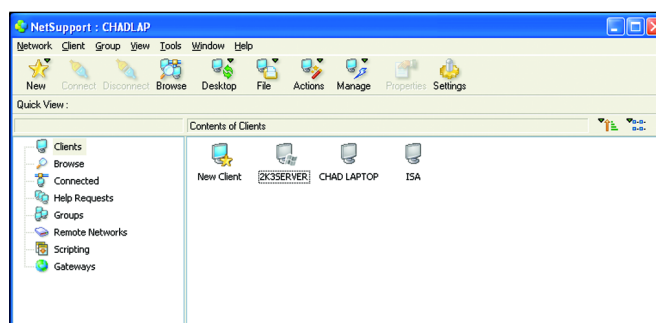 NetSupport : CHADLAP
Network Client Group View Tools Window Help
New Connect Disconnect Browse Desktop File Actions Manage Properties Settings
Quick View :
Contents of Clients
Clients
Browse
Connected
Help Requests
Groups
Remote Networks
Scripting
Gateways
New Client 2K3SERVER CHAD LAPTOP ISA